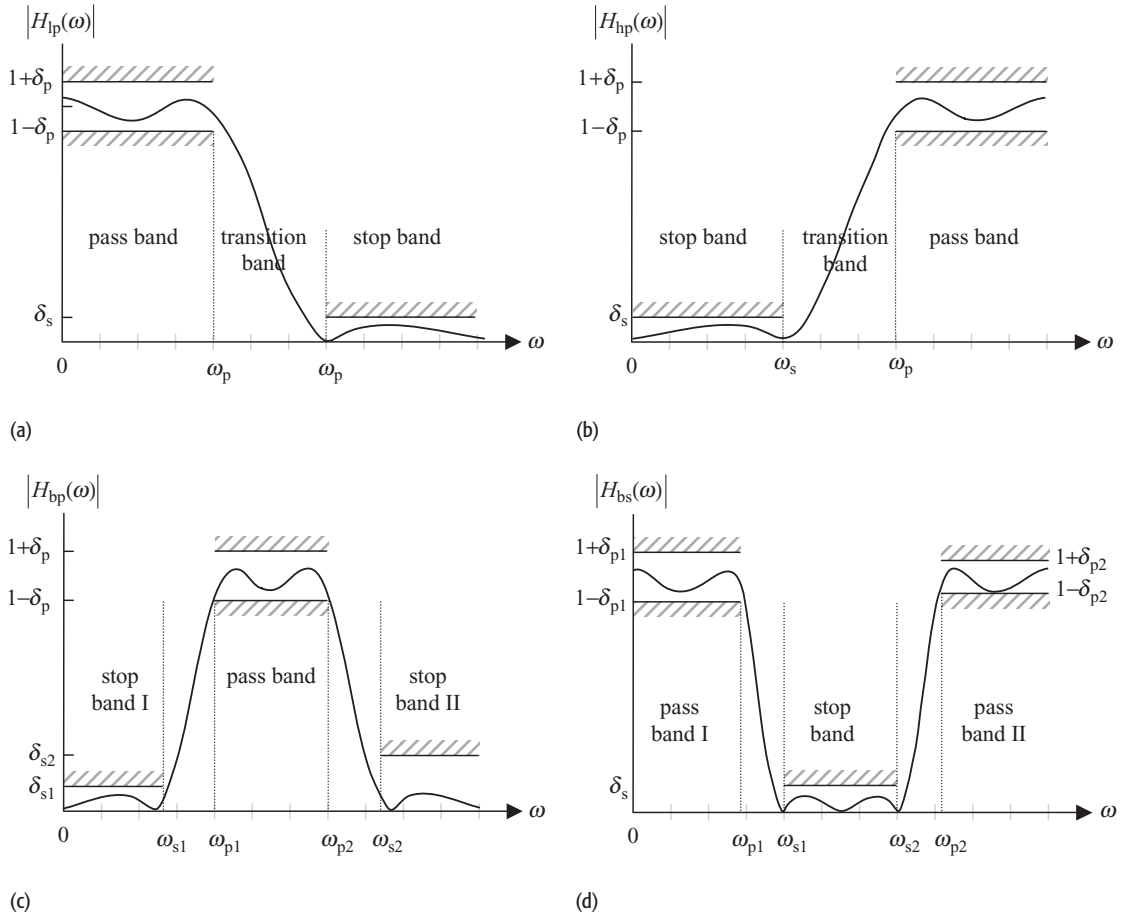 |H_lp(ω)|
1+δ_p
1−δ_p
pass band
transition
band
stop band
δ_s
0
ω_p
ω_p
ω
(a)
|H_hp(ω)|
1+δ_p
1−δ_p
stop band
transition
band
pass band
δ_s
0
ω_s
ω_p
ω
(b)
|H_bp(ω)|
1+δ_p
1−δ_p
stop
band I
pass band
stop
band II
δ_s2
δ_s1
0
ω_s1
ω_p1
ω_p2
ω_s2
ω
(c)
|H_bs(ω)|
1+δ_p1
1−δ_p1
1+δ_p2
1−δ_p2
pass
band I
stop
band
pass
band II
δ_s
0
ω_p1
ω_s1
ω_s2
ω_p2
ω
(d)